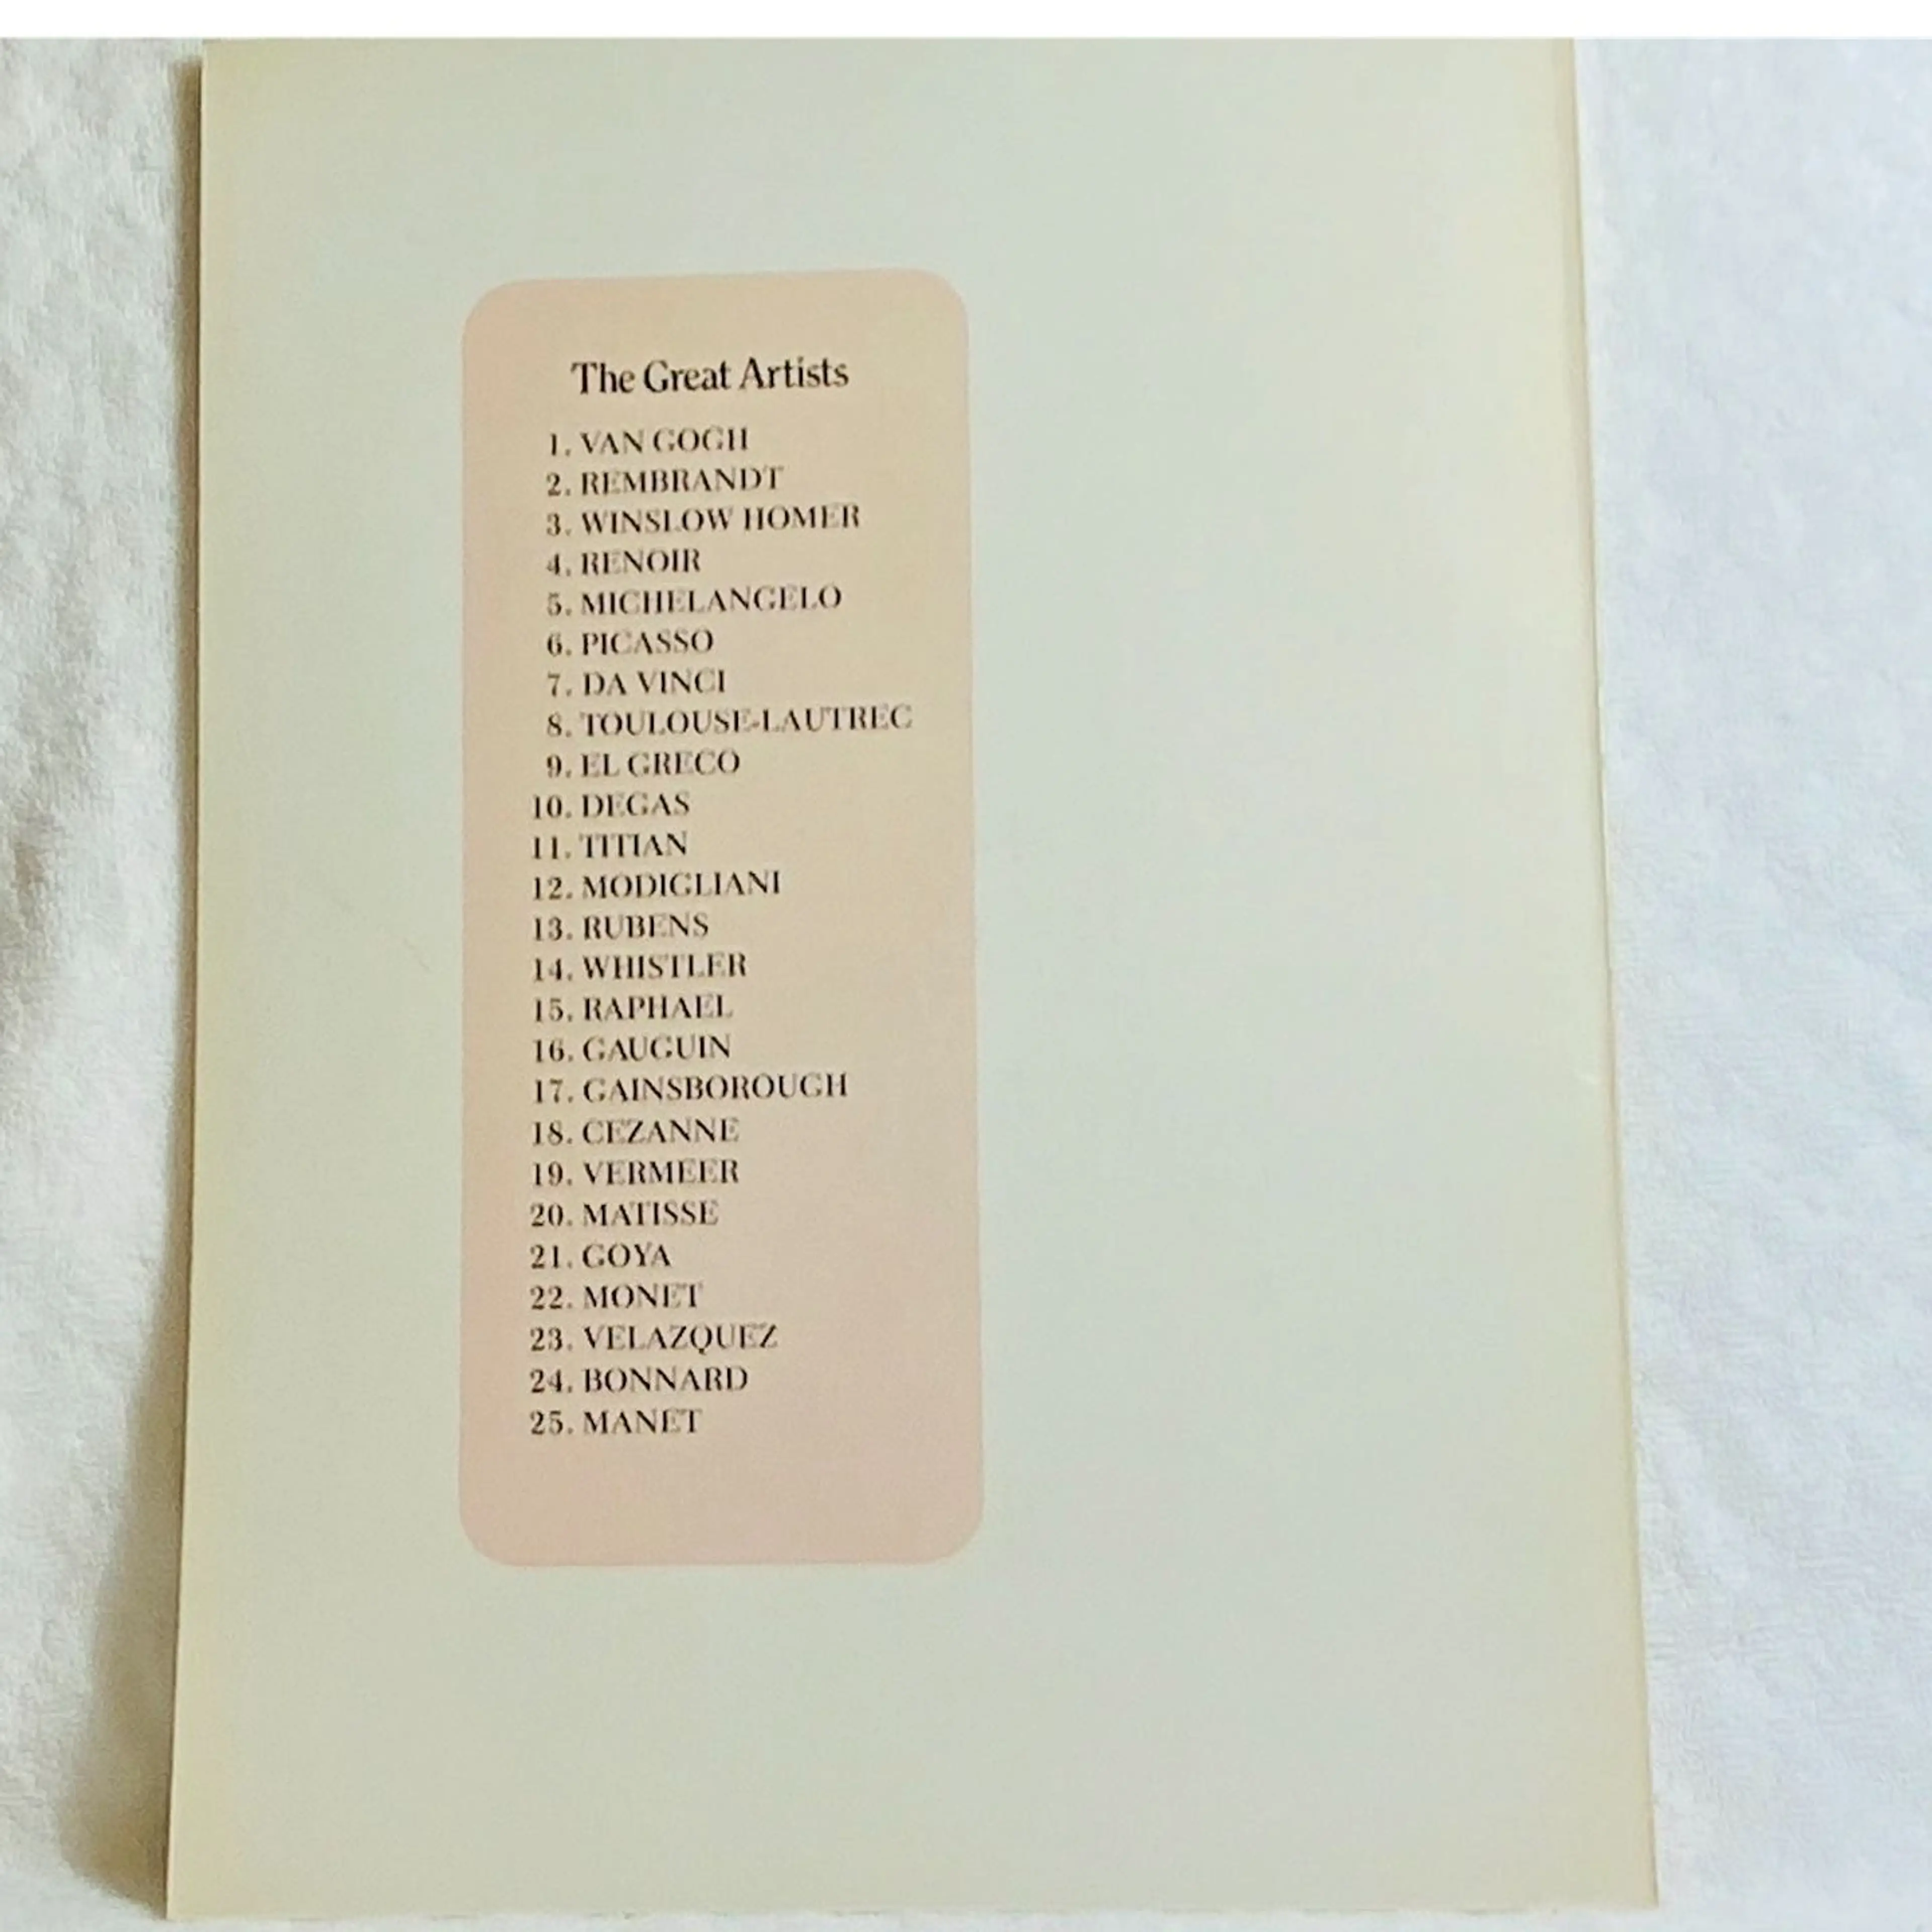 The Great Artists
1. VAN GOGH
2. REMBRANDT
3. WINSLOW HOMER
4. RENOIR
5. MICHELANGELO
6. PICASSO
7. DA VINCI
8. TOULOUSE-LAUTREC
9. EL GRECO
10. DEGAS
11. TITIAN
12. MODIGLIANI
13. RUBENS
14. WHISTLER
15. RAPHAEL
16. GAUGUIN
17. GAINSBOROUGH
18. CEZANNE
19. VERMEER
20. MATISSE
21. GOYA
22. MONET
23. VELAZQUEZ
24. BONNARD
25. MANET